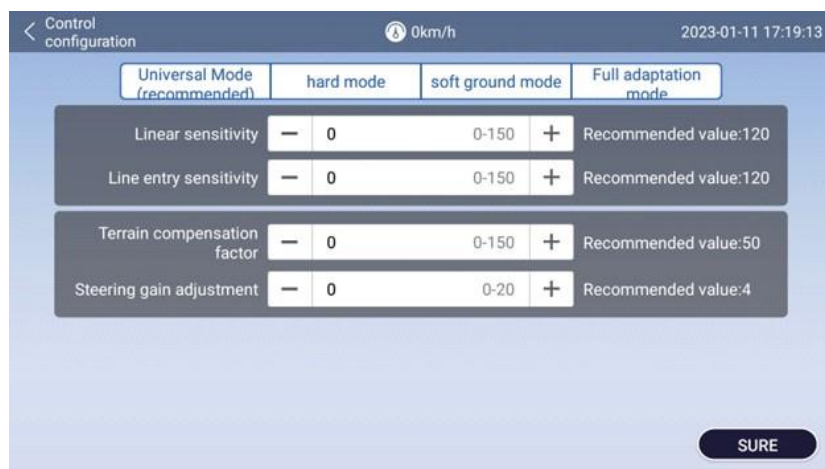 Control
configuration
0km/h
2023-01-11 17:19:13
Universal Mode
(recommended)
hard mode
soft ground mode
Full adaptation
mode
Linear sensitivity − 0 0-150 + Recommended value:120
Line entry sensitivity − 0 0-150 + Recommended value:120
Terrain compensation
factor − 0 0-150 + Recommended value:50
Steering gain adjustment − 0 0-20 + Recommended value:4
SURE